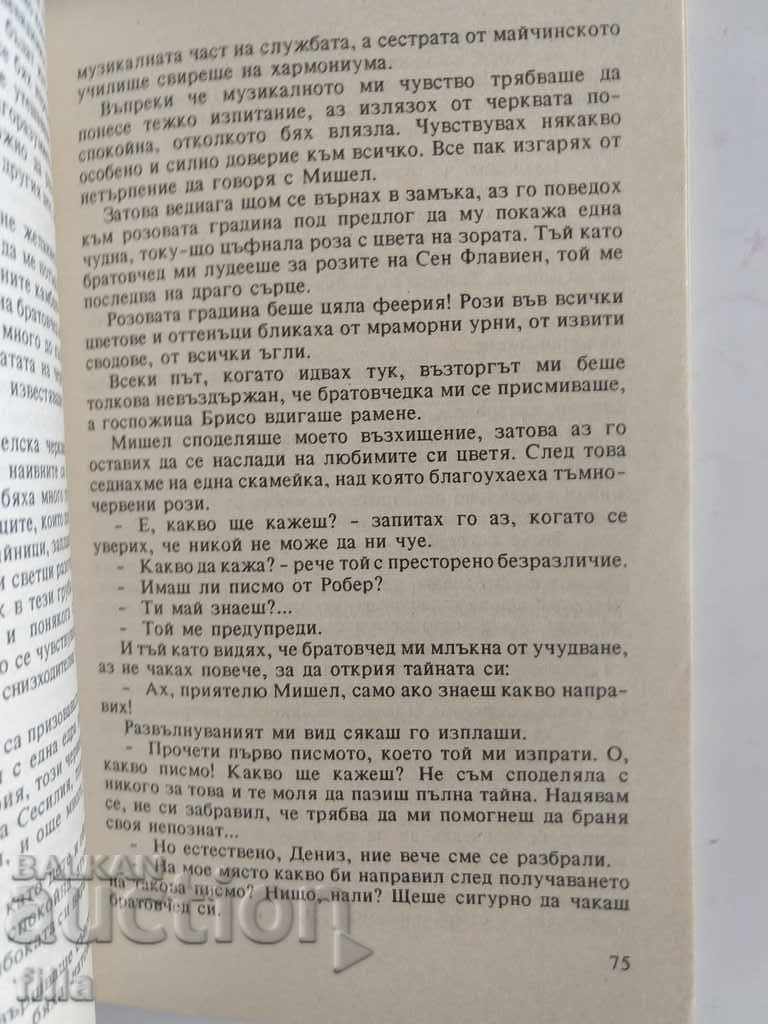 музикалната част на службата, а сестрата от майчинското
училище свиреше на хармониума.
Въпреки че музикалното ми чувство трябваше да
понесе тежко изпитание, аз излязох от черквата по-
спокойна, отколкото бях влязла. Чувствувах някакво
особено и силно доверие към всичко. Все пак изгарях от
нетърпение да говоря с Мишел.
Затова веднага щом се върнах в замъка, аз го поведох
към розовата градина под предлог да му покажа една
чудна, току-що цъфнала роза с цвета на зората. Тъй като
братовчед ми лудееше за розите на Сен Флавиен, той ме
последва на драго сърце.
Розовата градина беше цяла феерия! Рози във всички
цветове и оттенъци бликаха от мраморни урни, от извити
сводове, от всички ъгли.
Всеки път, когато идвах тук, възторгът ми беше
толкова невъздържан, че братовчедка ми се присмиваше,
а госпожица Брисо вдигаше рамене.
Мишел споделяше моето възхищение, затова аз го
оставих да се наслади на любимите си цветя. След това
седнахме на една скамейка, над която благоухаеха тъмно-
червени рози.
- Е, какво ще кажеш? - запитах го аз, когато се
уверих, че никой не може да ни чуе.
- Какво да кажа? - рече той с престорено безразличие.
- Имаш ли писмо от Робер?
- Ти май знаеш?...
- Той ме предупреди.
И тъй като видях, че братовчед ми млъкна от учудване,
аз не чаках повече, за да открия тайната си:
- Ах, приятелю Мишел, само ако знаеш какво напра-
вих!
Развълнуваният ми вид сякаш го изплаши.
- Прочети първо писмото, което той ми изпрати. О,
какво писмо! Какво ще кажеш? Не съм споделяла с
никого за това и те моля да пазиш пълна тайна. Надявам
се, не си забравил, че трябва да ми помогнеш да браня
своя непознат...
- Но естествено, Дениз, ние вече сме се разбрали.
- На мое място какво би направил след получаването
на такова писмо? Нищо, нали? Щеше сигурно да чакаш
братовчед си.
75
BALKAN
auction
filla